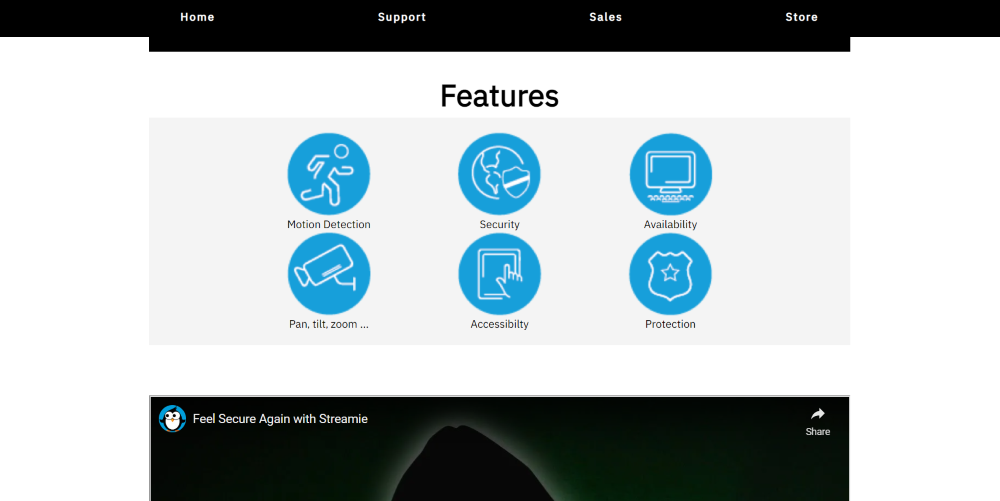 Home Support Sales Store
Features
Motion Detection Security Availability
Pan, tilt, zoom ... Accessibilty Protection
Feel Secure Again with Streamie
Share